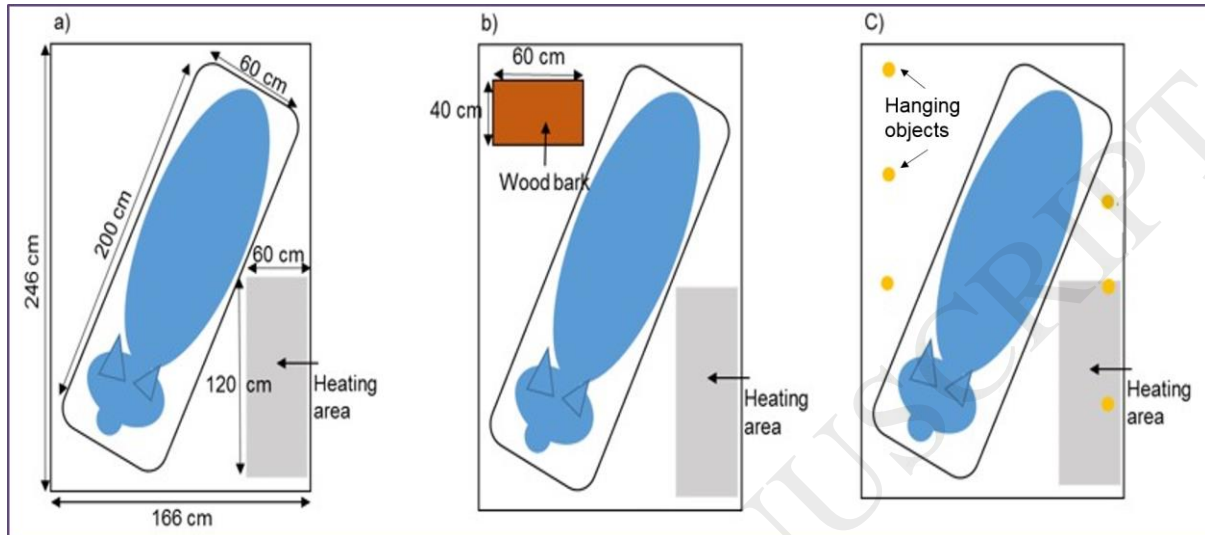 a)
60 cm
200 cm
246 cm
60 cm
120 cm
Heating
area
166 cm
b)
60 cm
40 cm
Wood bark
Heating
area
C)
Hanging
objects
Heating
area
NUSCRIPT